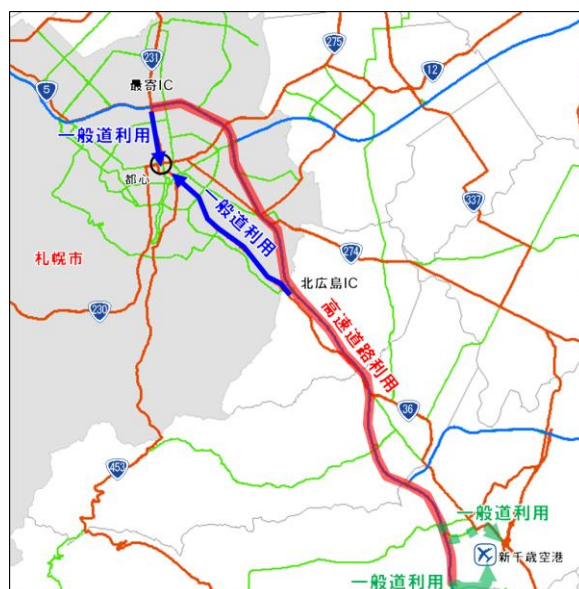 275
231
12
最寄IC
5
一般道利用
都心
一般道利用
337
274
札幌市
北広島IC
230
高速道路利用
36
453
一般道利用
新千歳空港
一般道利用